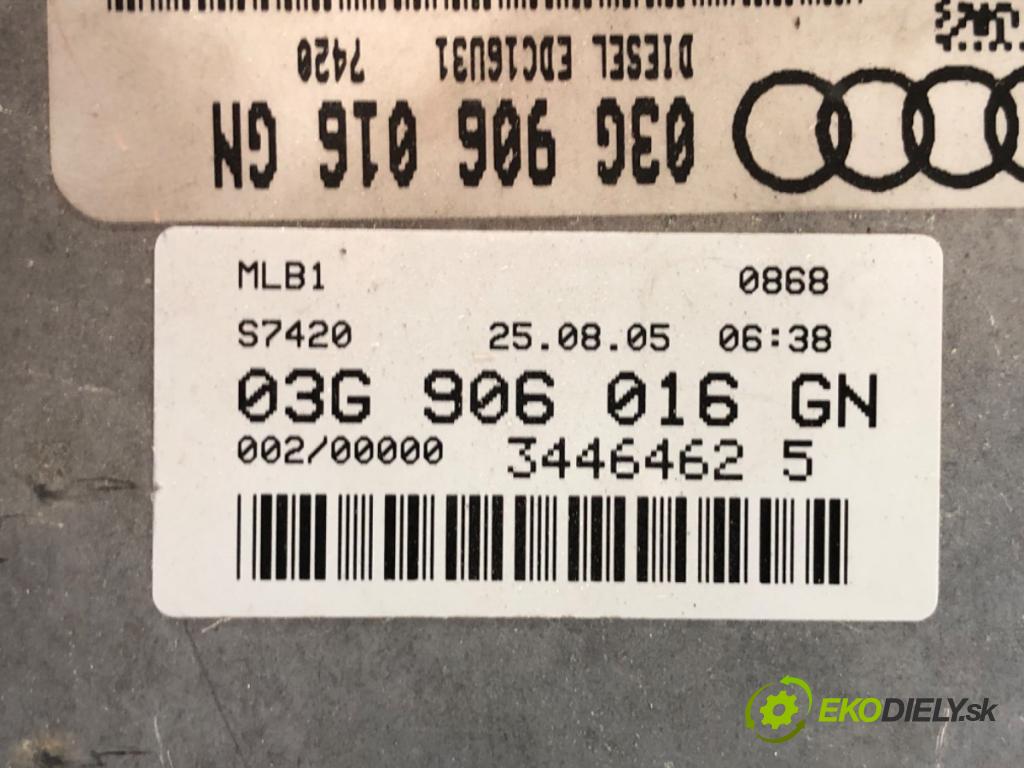 DIESEL EDC16U31 7420
03G 906 016 GN
MLB1 0868
S7420 25.08.05 06:38
03G 906 016 GN
002/00000 3446462 5
EKODIELY.sk